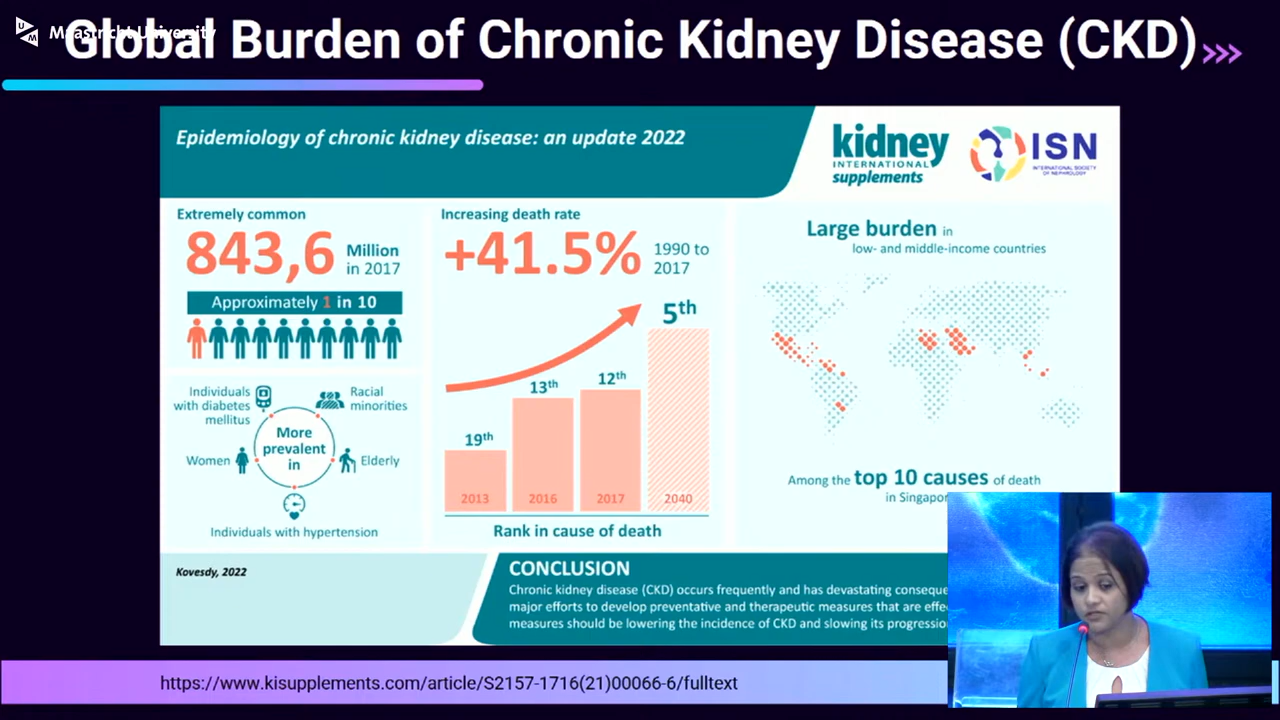 Maastricht University
Global Burden of Chronic Kidney Disease (CKD)
Epidemiology of chronic kidney disease: an update 2022
kidney
INTERNATIONAL
supplements
ISN
INTERNATIONAL SOCIETY
OF NEPHROLOGY
Extremely common
843,6 Million
in 2017
Approximately 1 in 10
Individuals
with diabetes
mellitus
Racial
minorities
More
prevalent
in
Women
Elderly
Individuals with hypertension
Increasing death rate
+41.5% 1990 to
2017
19th
13th
12th
5th
2013
2016
2017
2040
Rank in cause of death
Large burden in
low- and middle-income countries
Among the top 10 causes of death
in Singapor
Kovesdy, 2022
CONCLUSION
Chronic kidney disease (CKD) occurs frequently and has devastating conseque
major efforts to develop preventative and therapeutic measures that are effe
measures should be lowering the incidence of CKD and slowing its progressio
https://www.kisupplements.com/article/S2157-1716(21)00066-6/fulltext